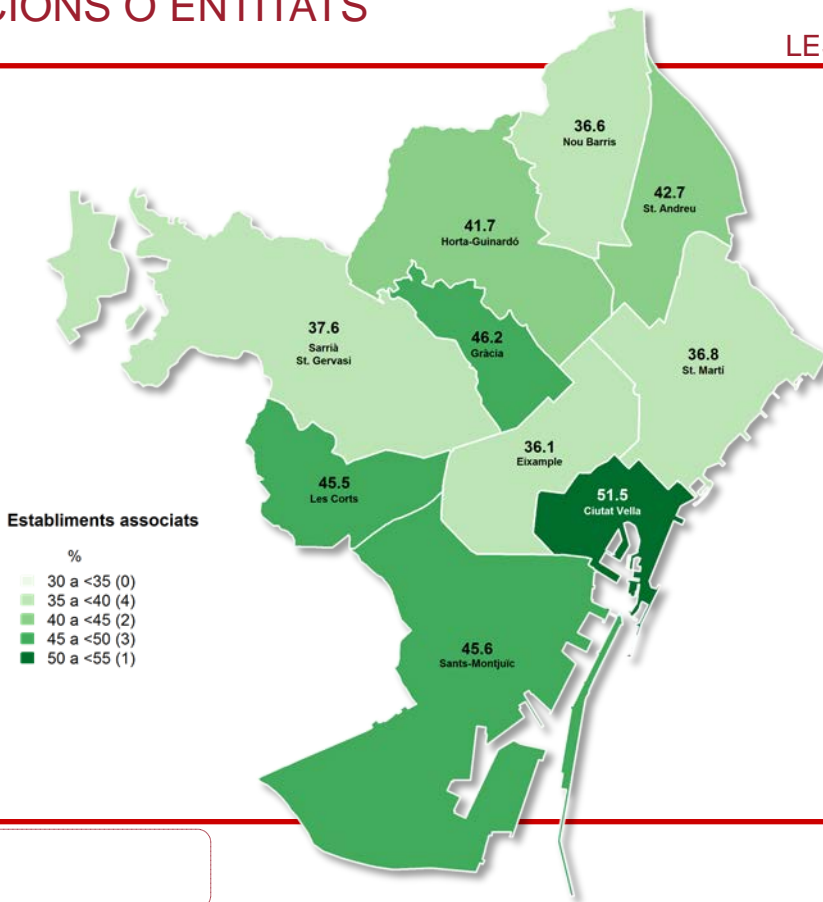 CIONS O ENTITATS
LE
36.6
Nou Barris
42.7
St. Andreu
41.7
Horta-Guinardó
37.6
Sarrià
St. Gervasi
46.2
Gràcia
36.8
St. Martí
36.1
Eixample
45.5
Les Corts
51.5
Ciutat Vella
Establiments associats
%
30 a <35 (0)
35 a <40 (4)
40 a <45 (2)
45 a <50 (3)
50 a <55 (1)
45.6
Sants-Montjuïc